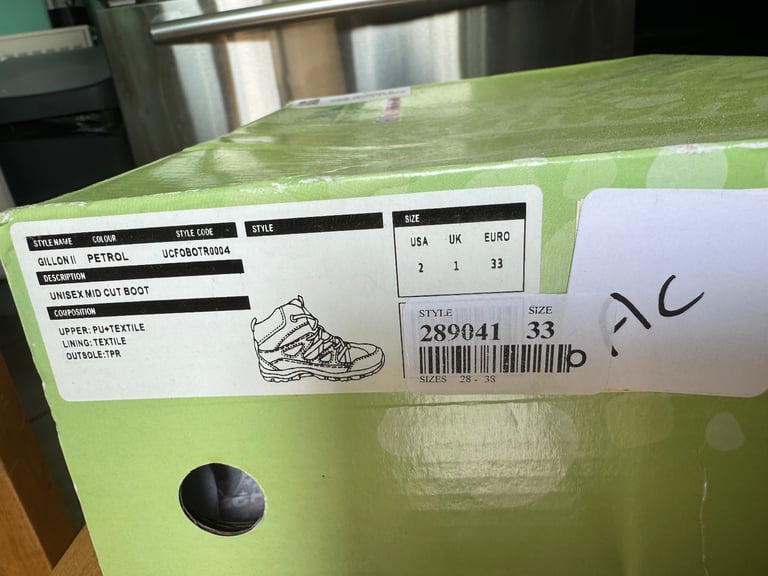 STYLE NAME COLOUR STYLE CODE
GILLON II PETROL UCFOBOTR0004
DESCRIPTION
UNISEX MID CUT BOOT
COMPOSITION
UPPER: PU+TEXTILE
LINING: TEXTILE
OUTSOLE:TPR
STYLE
SIZE
USA UK EURO
2 1 33
STYLE SIZE
289041 33
SIZES 28 - 38